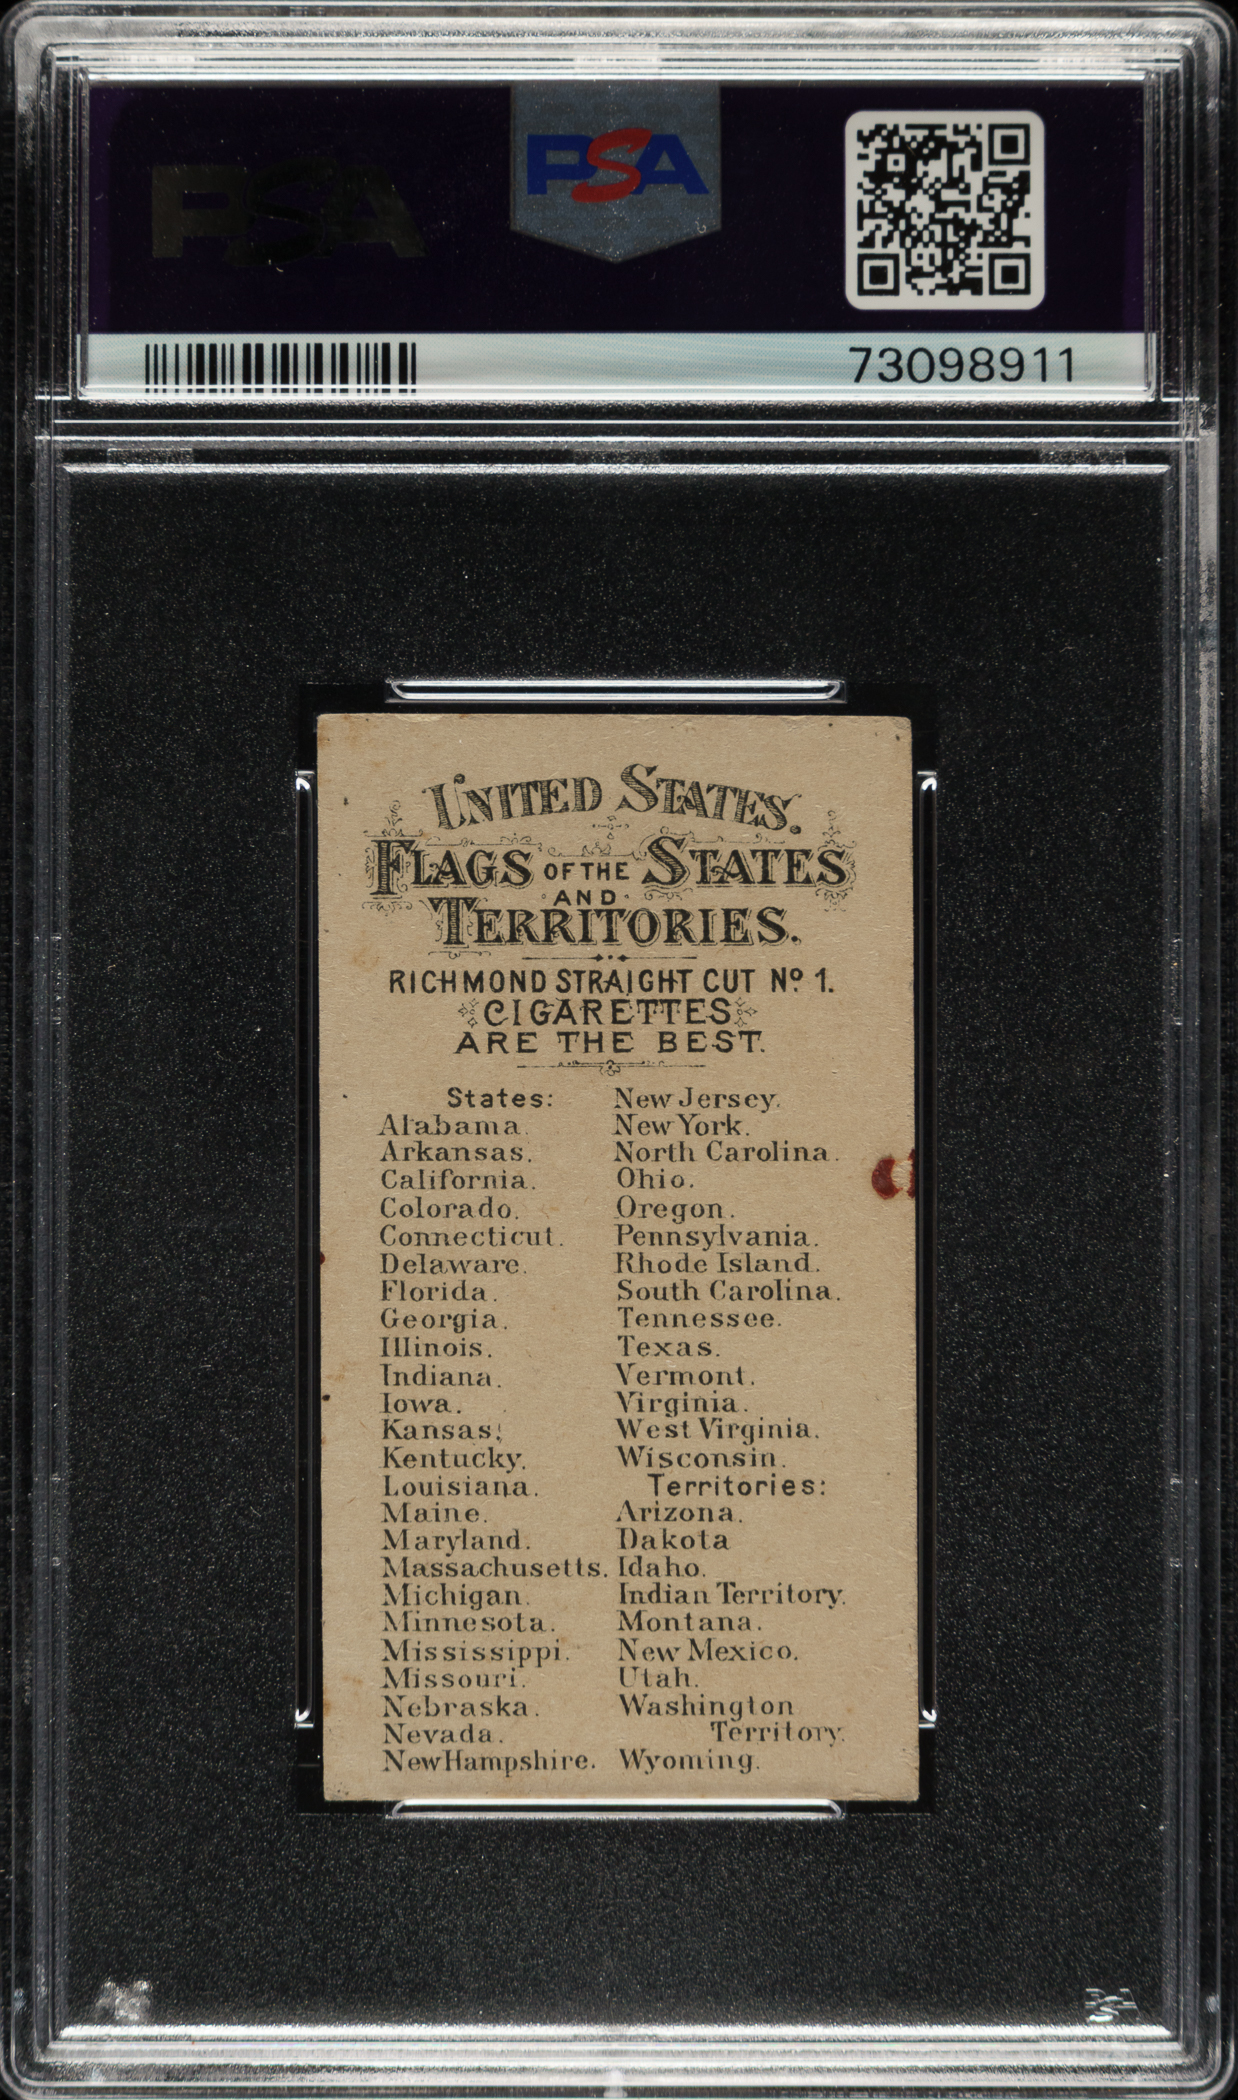 PSA
PSA
73098911
UNITED STATES.
FLAGS OF THE STATES
AND
TERRITORIES.
RICHMOND STRAIGHT CUT Nº 1.
CIGARETTES
ARE THE BEST.
States:
Alabama.
Arkansas.
California.
Colorado.
Connecticut.
Delaware.
Florida.
Georgia.
Illinois.
Indiana.
Iowa.
Kansas.
Kentucky.
Louisiana.
Maine.
Maryland.
Massachusetts.
Michigan.
Minnesota.
Mississippi.
Missouri.
Nebraska.
Nevada.
New Hampshire.
New Jersey.
New York.
North Carolina.
Ohio.
Oregon.
Pennsylvania.
Rhode Island.
South Carolina.
Tennessee.
Texas.
Vermont.
Virginia.
West Virginia.
Wisconsin.
Territories:
Arizona.
Dakota
Idaho.
Indian Territory.
Montana.
New Mexico.
Utah.
Washington
Territory.
Wyoming.
PSA